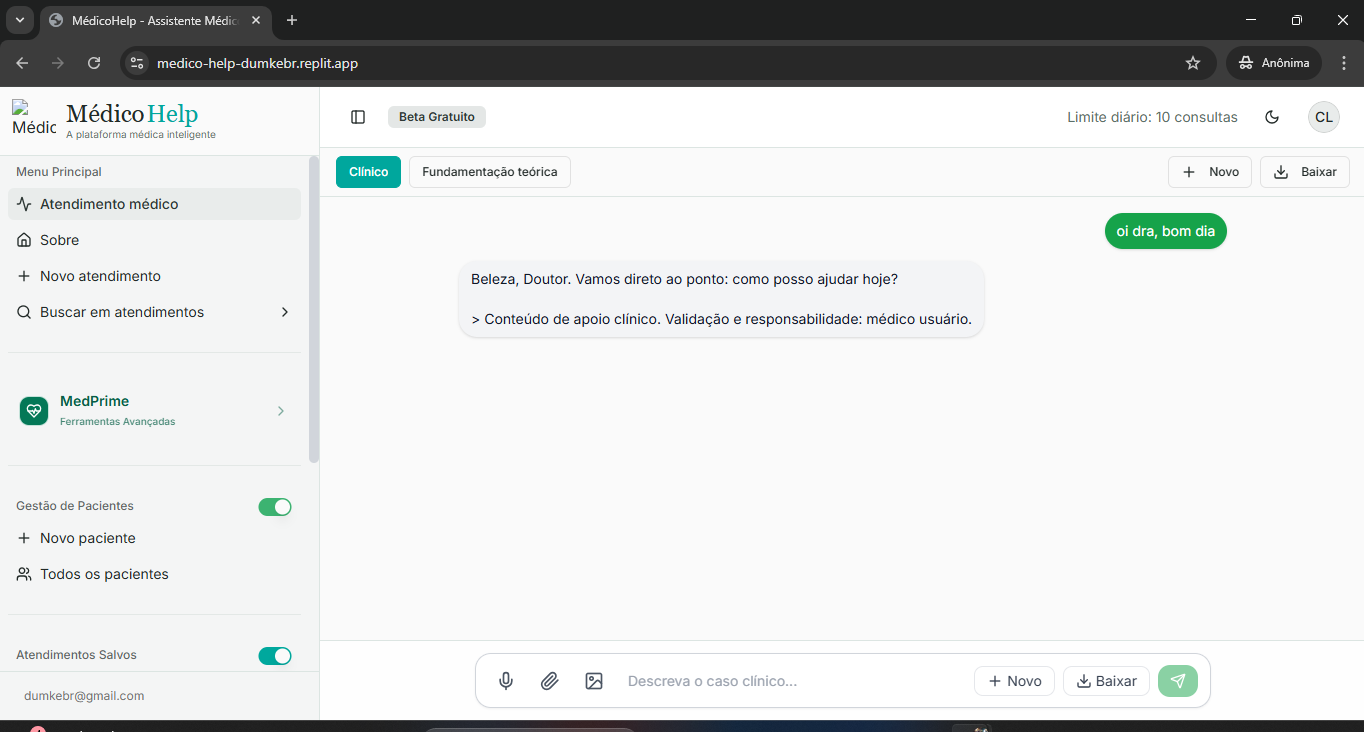 MédicoHelp - Assistente Médic
medico-help-dumkebr.replit.app
Anônima
Médic
MédicoHelp
A plataforma médica inteligente
Beta Gratuito
Limite diário: 10 consultas
CL
Menu Principal
Clínico
Fundamentação teórica
Novo
Baixar
Atendimento médico
Sobre
Novo atendimento
Buscar em atendimentos
oi dra, bom dia
Beleza, Doutor. Vamos direto ao ponto: como posso ajudar hoje?
> Conteúdo de apoio clínico. Validação e responsabilidade: médico usuário.
MedPrime
Ferramentas Avançadas
Gestão de Pacientes
Novo paciente
Todos os pacientes
Atendimentos Salvos
dumkebr@gmail.com
Descreva o caso clínico...
Novo
Baixar